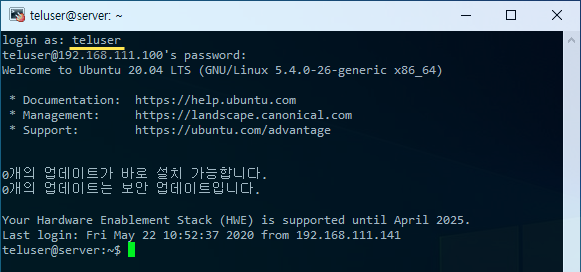 teluser@server: ~
login as: teluser
teluser@192.168.111.100's password:
Welcome to Ubuntu 20.04 LTS (GNU/Linux 5.4.0-26-generic x86_64)
* Documentation:  https://help.ubuntu.com
* Management:     https://landscape.canonical.com
* Support:        https://ubuntu.com/advantage
0개의 업데이트가 바로 설치 가능합니다.
0개의 업데이트는 보안 업데이트입니다.
Your Hardware Enablement Stack (HWE) is supported until April 2025.
Last login: Fri May 22 10:52:37 2020 from 192.168.111.141
teluser@server:~$